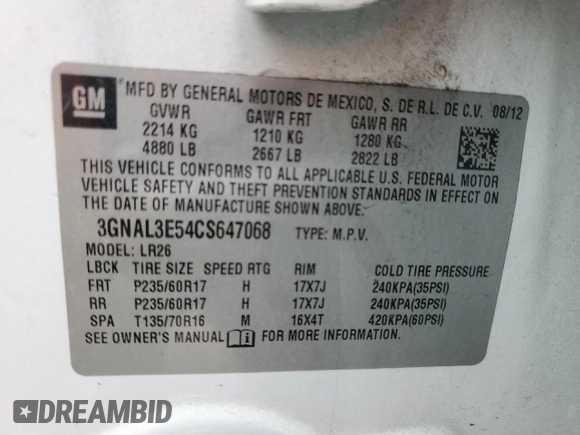 GM MFD BY GENERAL MOTORS DE MEXICO, S. DE R.L. DE C.V. 08/12
GVWR GAWR FRT GAWR RR
2214 KG 1210 KG 1280 KG
4880 LB 2667 LB 2822 LB
THIS VEHICLE CONFORMS TO ALL APPLICABLE U.S. FEDERAL MOTOR
VEHICLE SAFETY AND THEFT PREVENTION STANDARDS IN EFFECT ON
THE DATE OF MANUFACTURE SHOWN ABOVE.
3GNAL3E54CS647068 TYPE: M.P.V.
MODEL: LR26
LBCK TIRE SIZE SPEED RTG RIM COLD TIRE PRESSURE
FRT P235/60R17 H 17X7J 240KPA(35PSI)
RR P235/60R17 H 17X7J 240KPA(35PSI)
SPA T135/70R16 M 16X4T 420KPA(60PSI)
SEE OWNER'S MANUAL FOR MORE INFORMATION.
DREAMBID